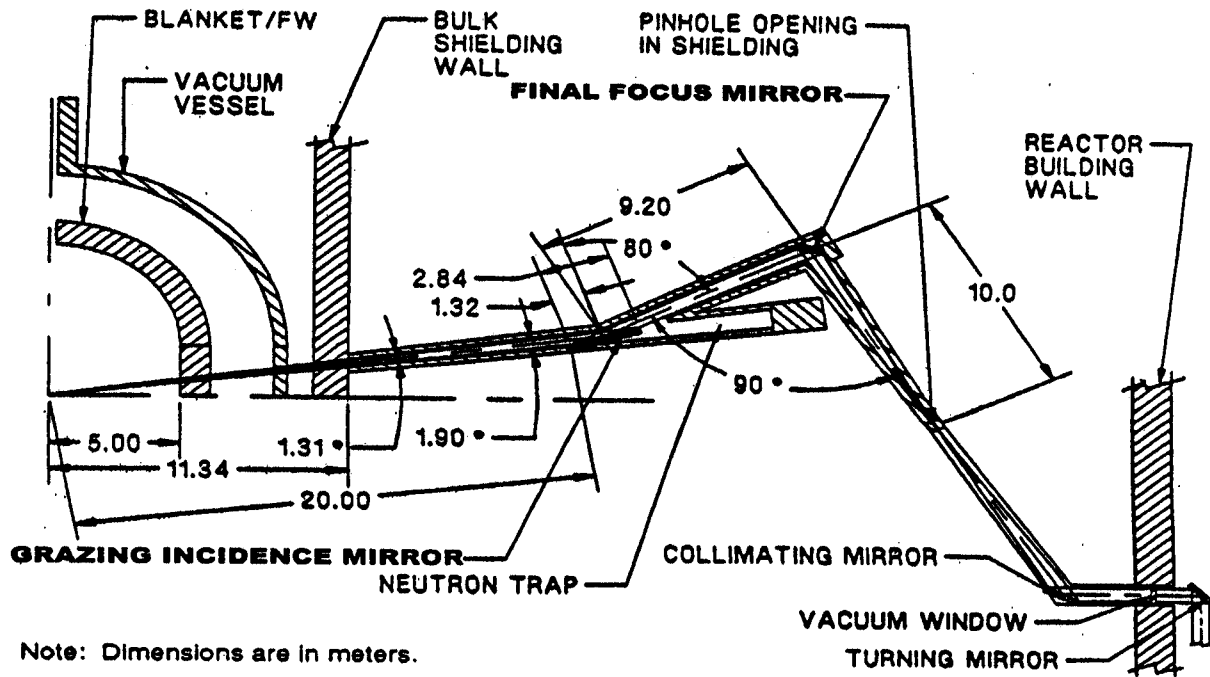 BLANKET/FW
BULK
SHIELDING
WALL
PINHOLE OPENING
IN SHIELDING
VACUUM
VESSEL
FINAL FOCUS MIRROR
REACTOR
BUILDING
WALL
9.20
80°
2.84
1.32
10.0
90°
5.00
1.31°
1.90°
11.34
20.00
GRAZING INCIDENCE MIRROR
NEUTRON TRAP
COLLIMATING MIRROR
VACUUM WINDOW
TURNING MIRROR
Note: Dimensions are in meters.